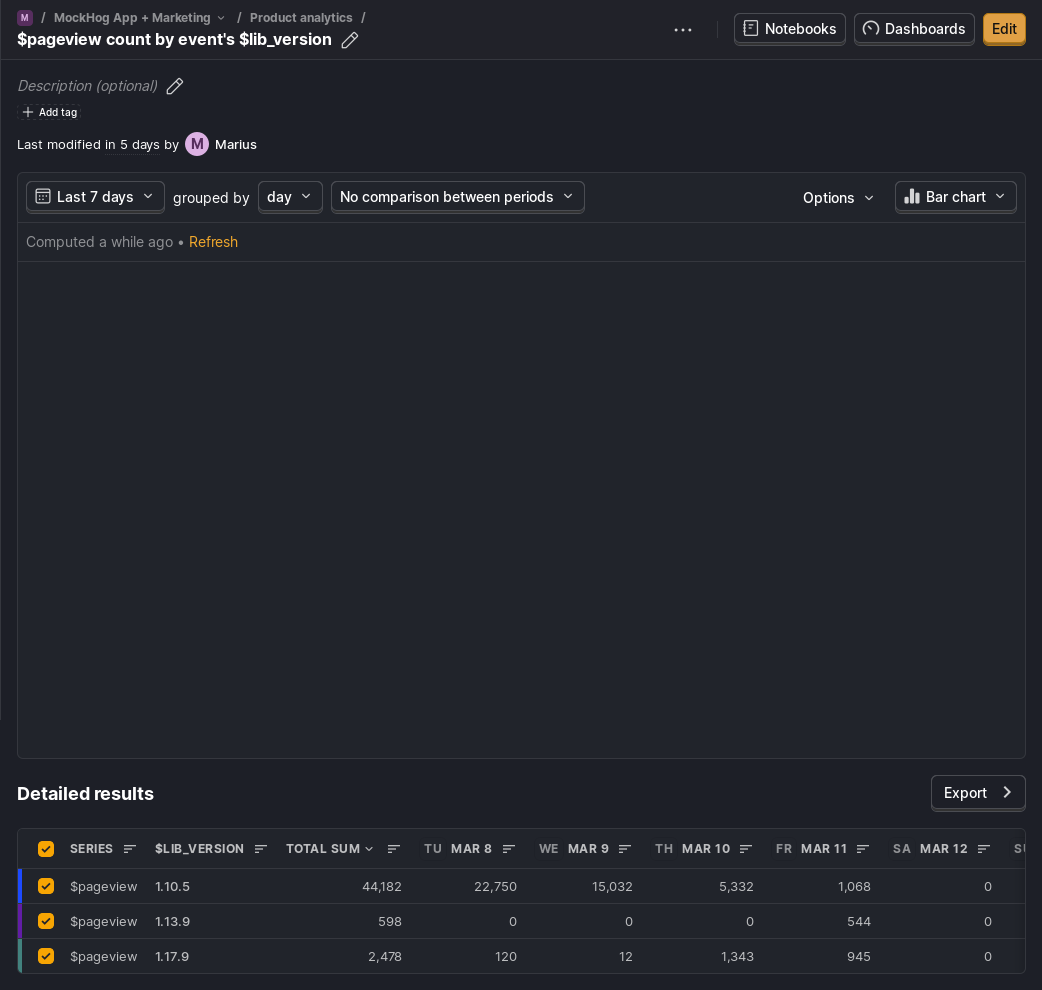 M / MockHog App + Marketing / Product analytics /
$pageview count by event's $lib_version
Notebooks
Dashboards
Edit
Description (optional)
Add tag
Last modified in 5 days by M Marius
Last 7 days grouped by day No comparison between periods Options Bar chart
Computed a while ago • Refresh
Detailed results
Export
SERIES $LIB_VERSION TOTAL SUM TU MAR 8 WE MAR 9 TH MAR 10 FR MAR 11 SA MAR 12 SU
$pageview 1.10.5 44,182 22,750 15,032 5,332 1,068 0
$pageview 1.13.9 598 0 0 0 544 0
$pageview 1.17.9 2,478 120 12 1,343 945 0